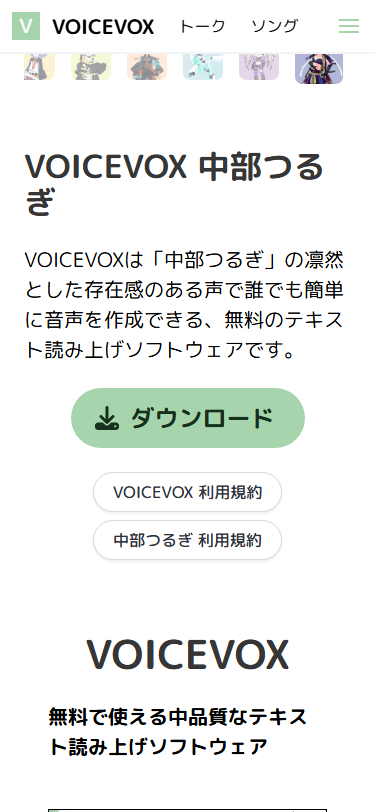 V VOICEVOX トーク ソング
VOICEVOX 中部つる
ぎ
VOICEVOXは「中部つるぎ」の凛然
とした存在感のある声で誰でも簡単
に音声を作成できる、無料のテキス
ト読み上げソフトウェアです。
ダウンロード
VOICEVOX 利用規約
中部つるぎ 利用規約
VOICEVOX
無料で使える中品質なテキス
ト読み上げソフトウェア